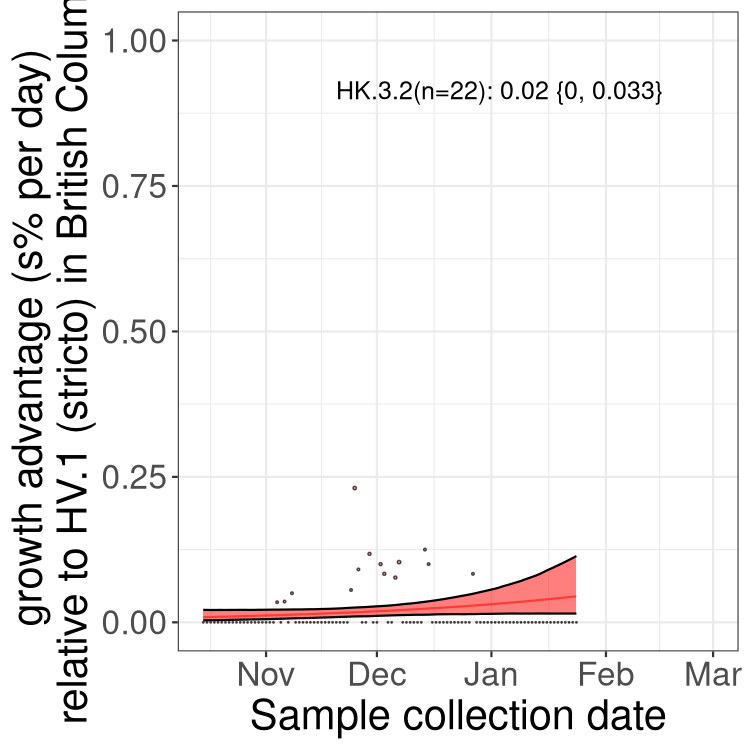 growth advantage (s% per day)
relative to HV.1 (stricto) in British Colum
1.00
0.75
0.50
0.25
0.00
HK.3.2(n=22): 0.02 {0, 0.033}
Nov Dec Jan Feb Mar
Sample collection date